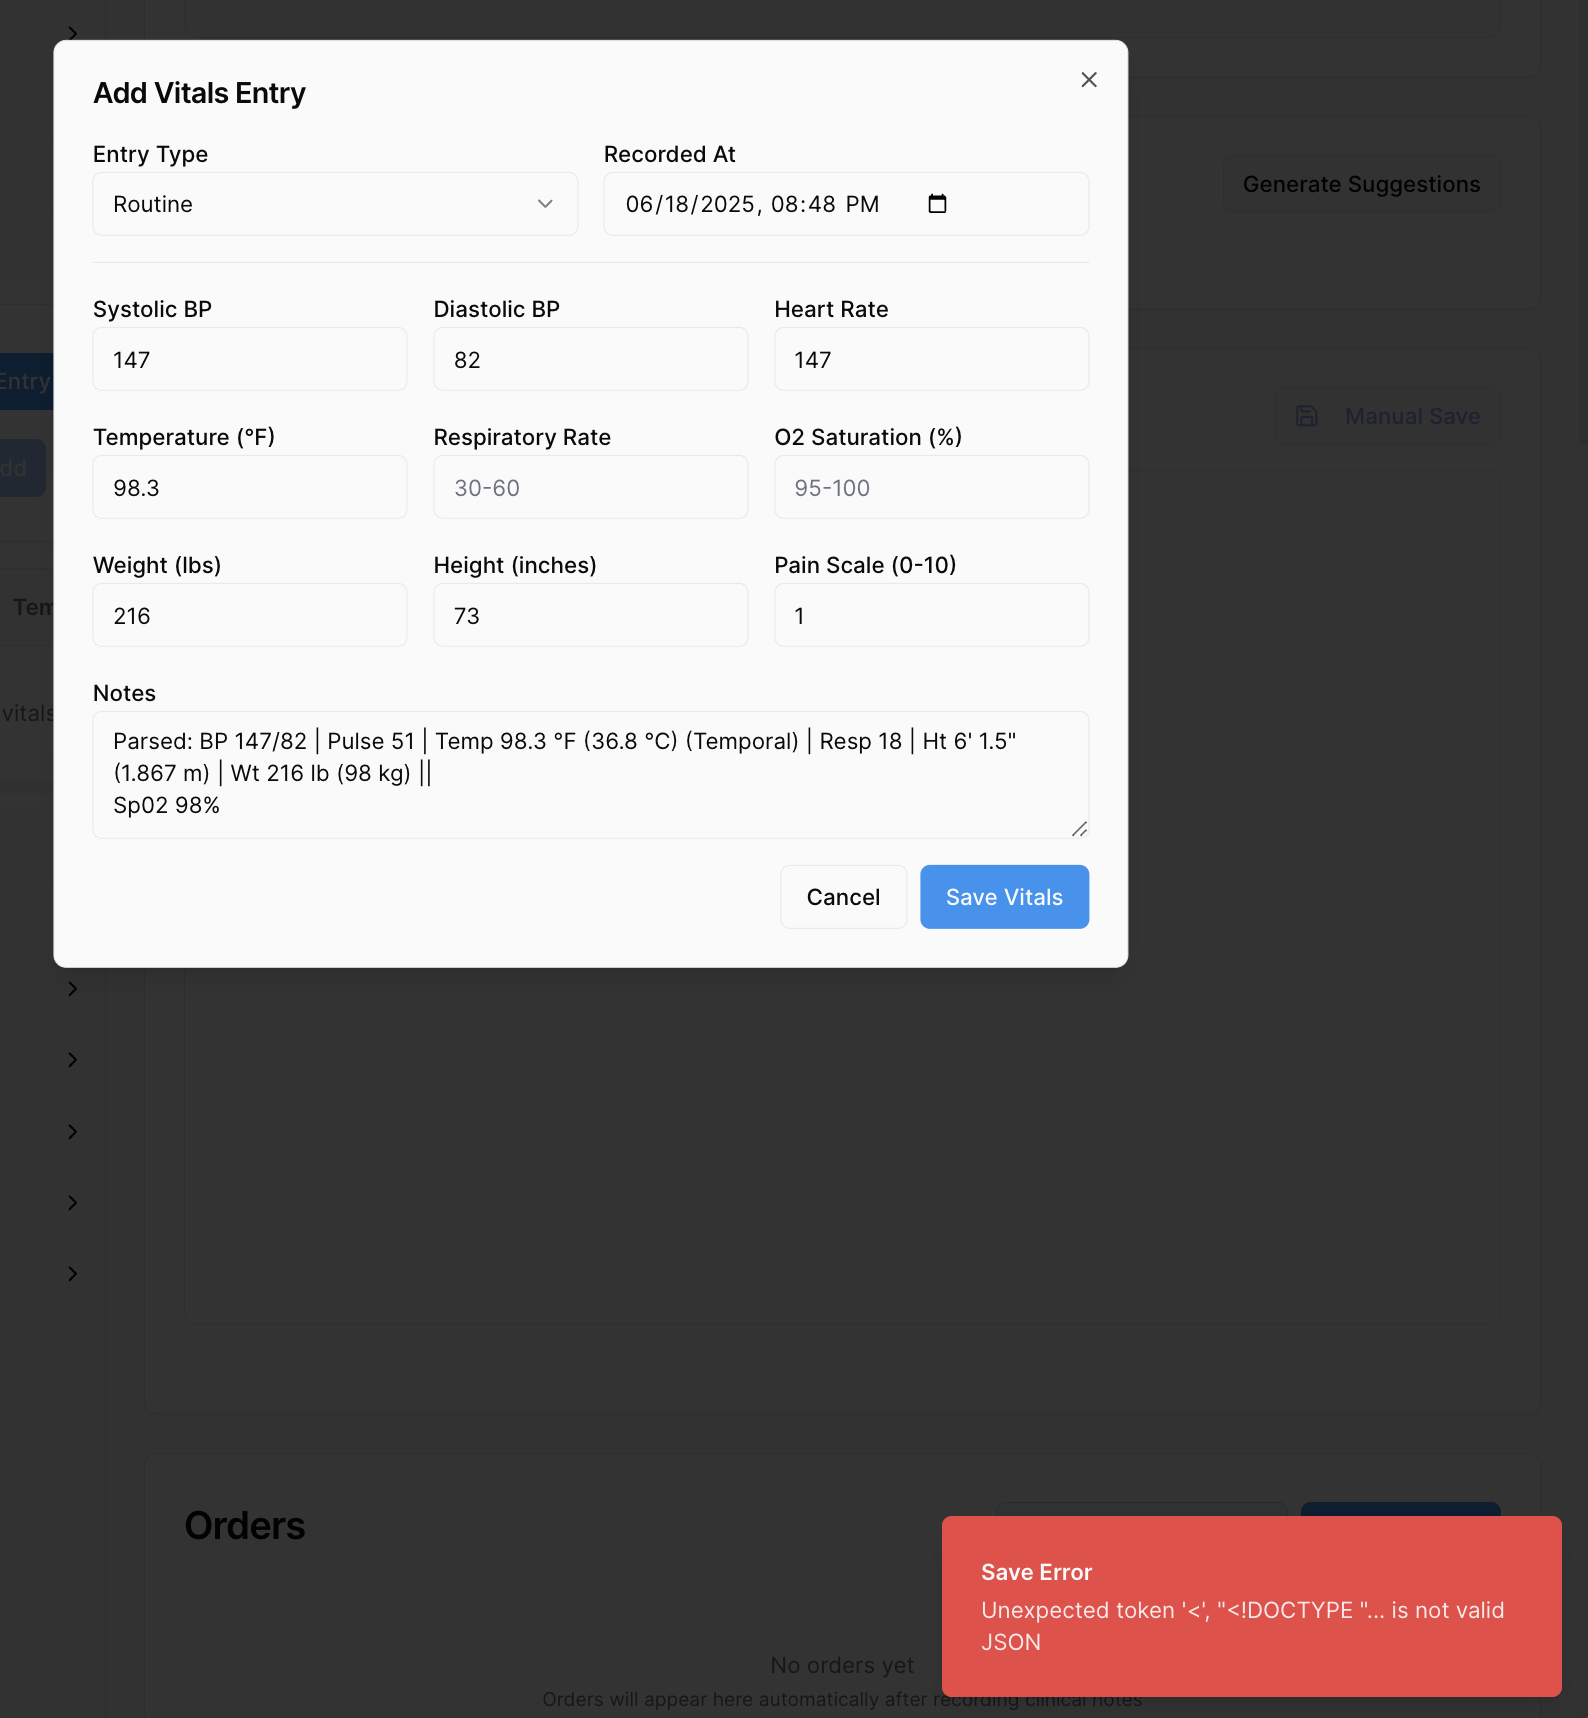 Add Vitals Entry
Entry Type
Recorded At
Routine
06/18/2025, 08:48 PM
Generate Suggestions
Systolic BP
Diastolic BP
Heart Rate
147
82
147
Entry
Manual Save
Temperature (°F)
Respiratory Rate
O2 Saturation (%)
dd
98.3
30-60
95-100
Weight (lbs)
Height (inches)
Pain Scale (0-10)
Tem
216
73
1
Notes
vitals
Parsed: BP 147/82 | Pulse 51 | Temp 98.3 °F (36.8 °C) (Temporal) | Resp 18 | Ht 6' 1.5"
(1.867 m) | Wt 216 lb (98 kg) ||
Sp02 98%
Cancel
Save Vitals
Orders
Save Error
Unexpected token '<', "<!DOCTYPE "... is not valid
JSON
No orders yet
Orders will appear here automatically after recording clinical notes